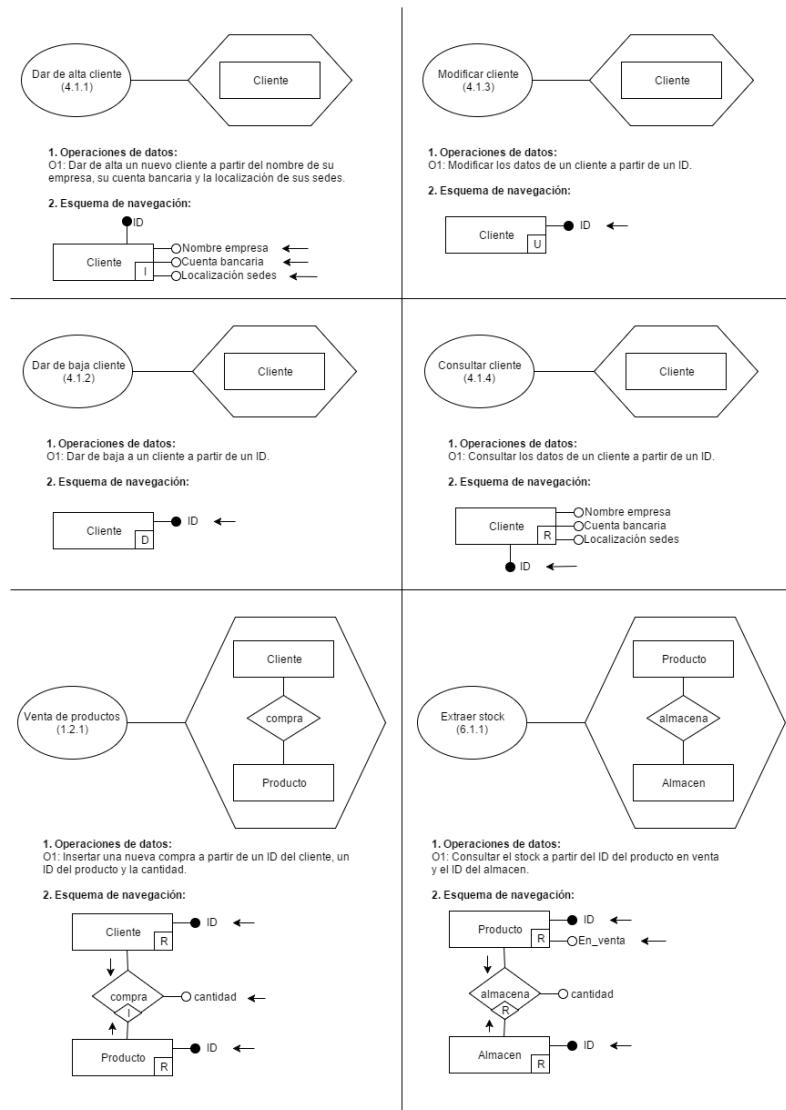 Dar de alta cliente
(4.1.1)
Cliente
1. Operaciones de datos:
O1: Dar de alta un nuevo cliente a partir del nombre de su
empresa, su cuenta bancaria y la localización de sus sedes.
2. Esquema de navegación:
ID
Cliente
I
Nombre empresa
Cuenta bancaria
Localización sedes
Modificar cliente
(4.1.3)
Cliente
1. Operaciones de datos:
O1: Modificar los datos de un cliente a partir de un ID.
2. Esquema de navegación:
Cliente
U
ID
Dar de baja cliente
(4.1.2)
Cliente
1. Operaciones de datos:
O1: Dar de baja a un cliente a partir de un ID.
2. Esquema de navegación:
Cliente
D
ID
Consultar cliente
(4.1.4)
Cliente
1. Operaciones de datos:
O1: Consultar los datos de un cliente a partir de un ID.
2. Esquema de navegación:
Cliente
R
Nombre empresa
Cuenta bancaria
Localización sedes
ID
Venta de productos
(1.2.1)
Cliente
compra
Producto
1. Operaciones de datos:
O1: Insertar una nueva compra a partir de un ID del cliente, un
ID del producto y la cantidad.
2. Esquema de navegación:
Cliente
R
ID
compra
I
cantidad
Producto
R
ID
Extraer stock
(6.1.1)
Producto
almacena
Almacen
1. Operaciones de datos:
O1: Consultar el stock a partir del ID del producto en venta
y el ID del almacen.
2. Esquema de navegación:
Producto
R
ID
En_venta
almacena
R
cantidad
Almacen
R
ID